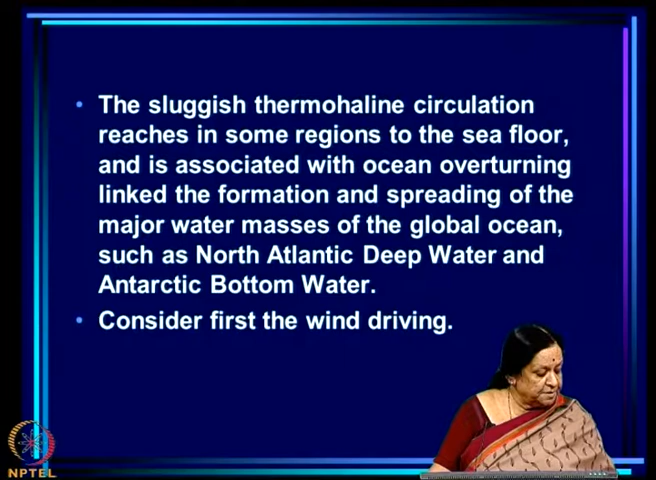 • The sluggish thermohaline circulation
reaches in some regions to the sea floor,
and is associated with ocean overturning
linked the formation and spreading of the
major water masses of the global ocean,
such as North Atlantic Deep Water and
Antarctic Bottom Water.
• Consider first the wind driving.
NPTEL